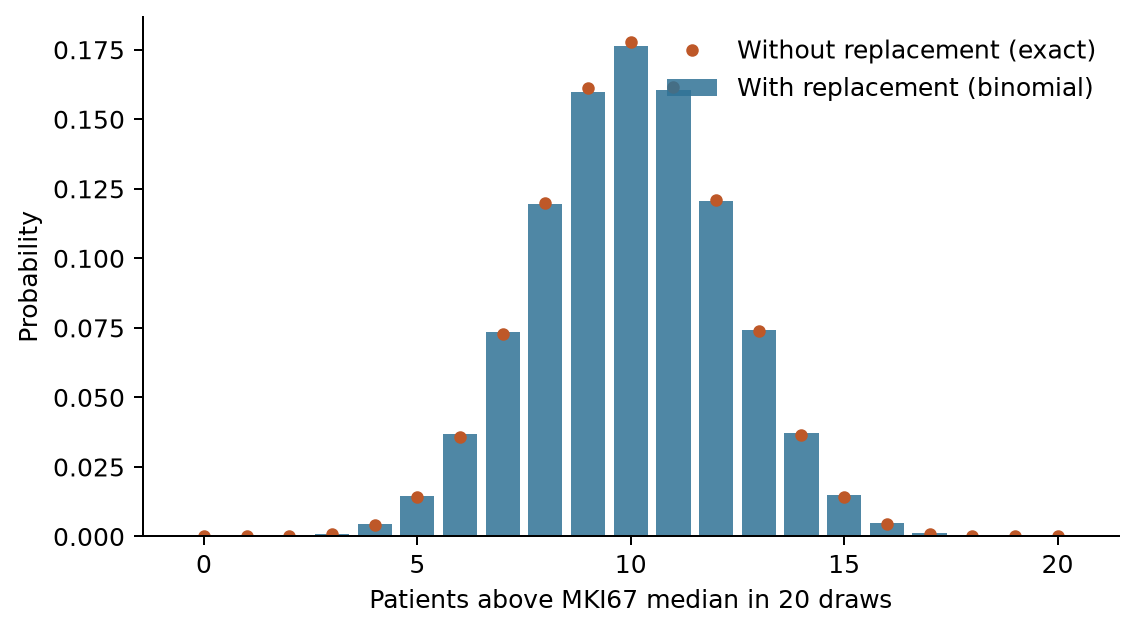 Without replacement (exact)
With replacement (binomial)
0.175
0.150
0.125
0.100
0.075
0.050
0.025
0.000
Probability
0 5 10 15 20
Patients above MKI67 median in 20 draws